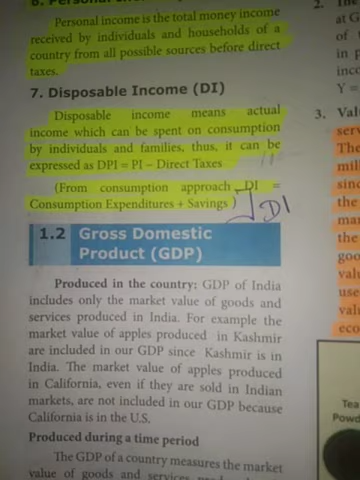 Personal income is the total money income
received by individuals and households of a
country from all possible sources before direct
taxes.
7. Disposable Income (DI)
Disposable income means actual
income which can be spent on consumption
by individuals and families, thus, it can be
expressed as DPI = PI – Direct Taxes
(From consumption approach DI =
Consumption Expenditures + Savings )
DI
1.2 Gross Domestic
Product (GDP)
Produced in the country: GDP of India
includes only the market value of goods and
services produced in India. For example the
market value of apples produced in Kashmir
are included in our GDP since Kashmir is in
India. The market value of apples produced
in California, even if they are sold in Indian
markets, are not included in our GDP because
California is in the U.S.
Produced during a time period
The GDP of a country measures the market
value of goods and services
2.
at G
of
in p
inco
Y =
3. Val
serv
The
mill
sinc
the
mar
the
goo
valu
use
valu
eco
Tea
Powd